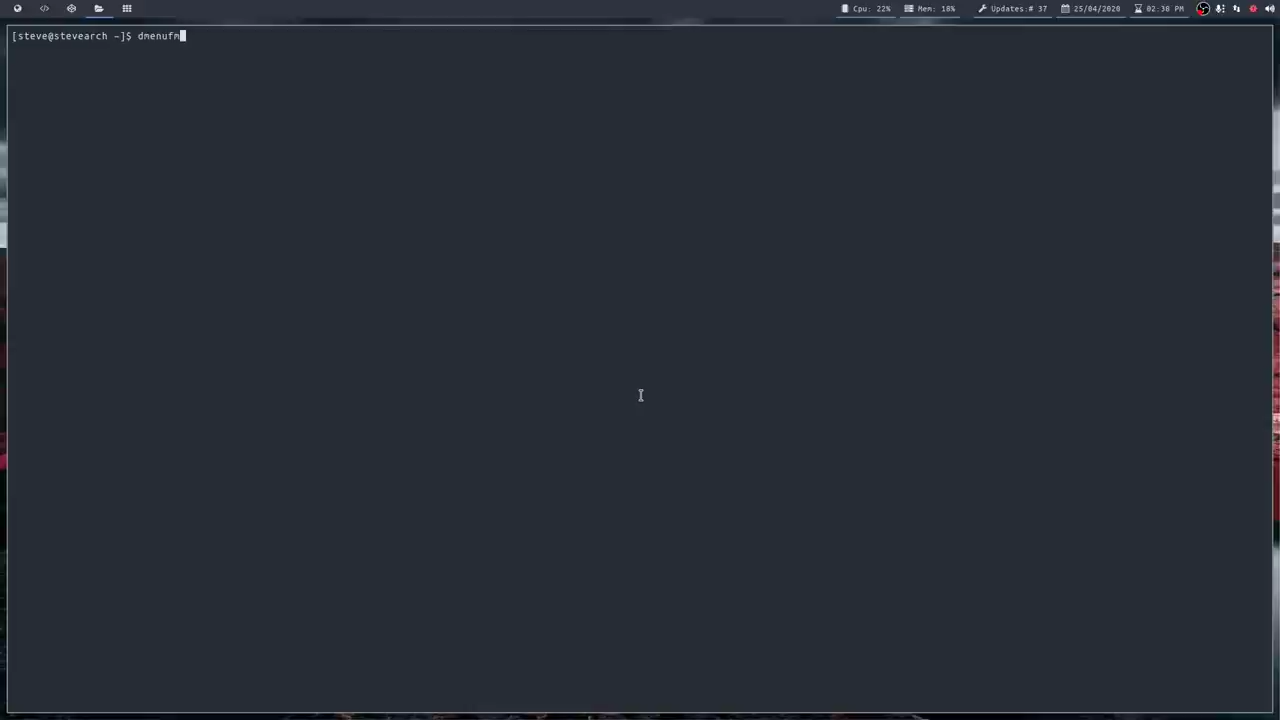 Cpu: 22% Mem: 18% Updates:# 37 25/04/2020 02:38 PM
[steve@stevearch ~]$ dmenufm